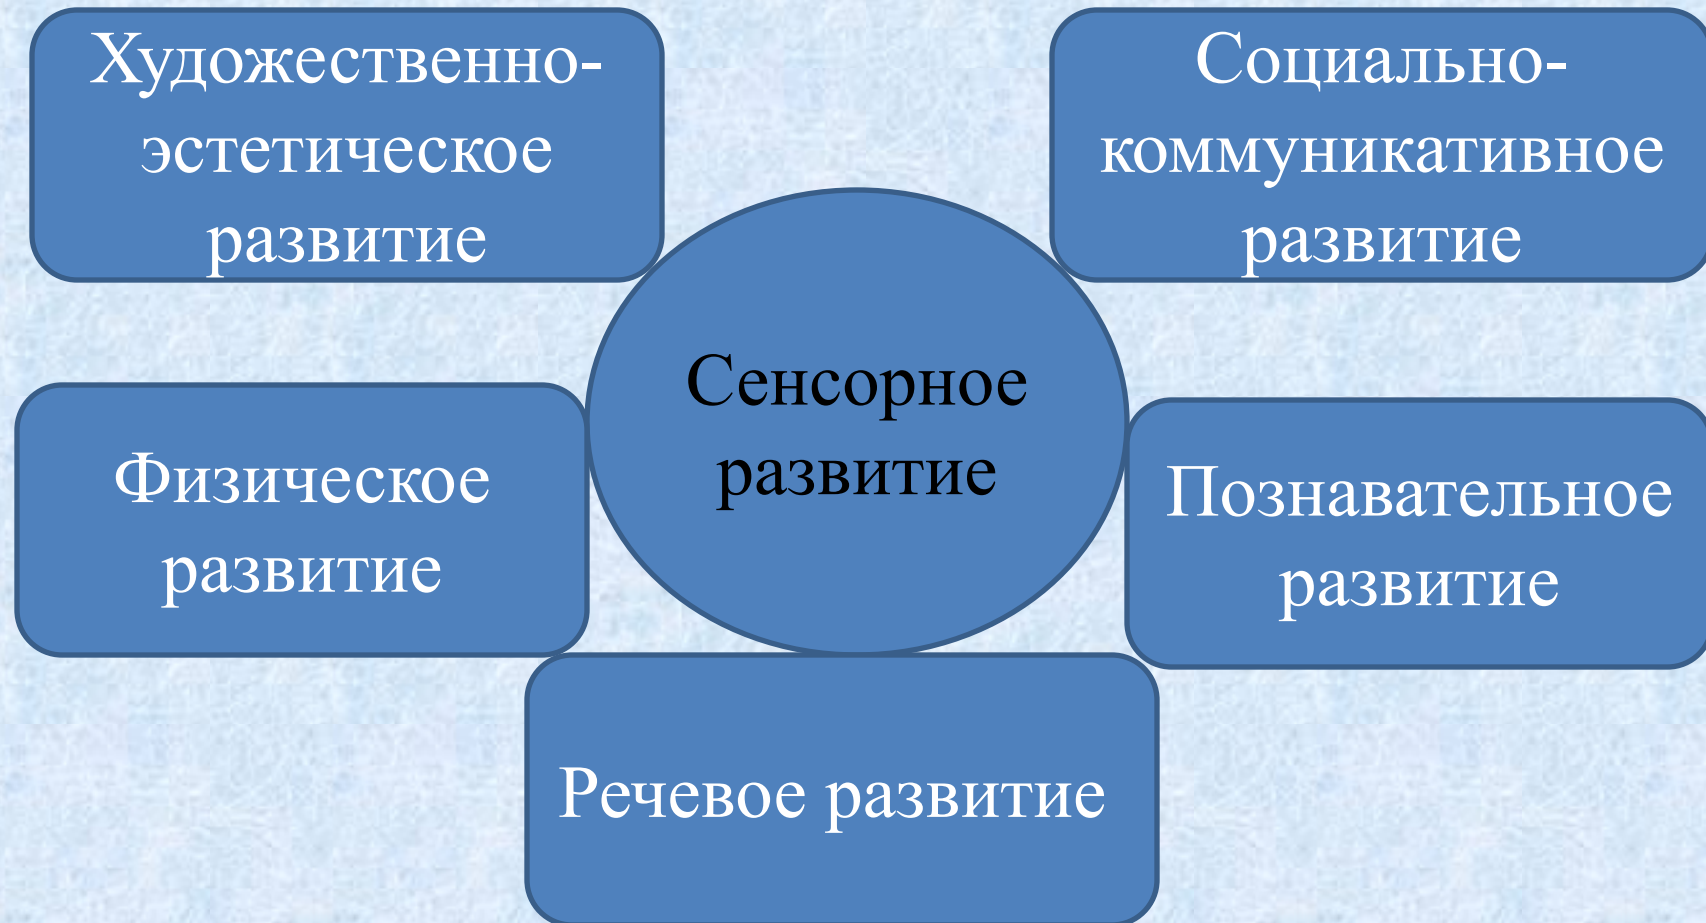 Художественно-
эстетическое
развитие
Социально-
коммуникативное
развитие
Сенсорное
развитие
Физическое
развитие
Познавательное
развитие
Речевое развитие